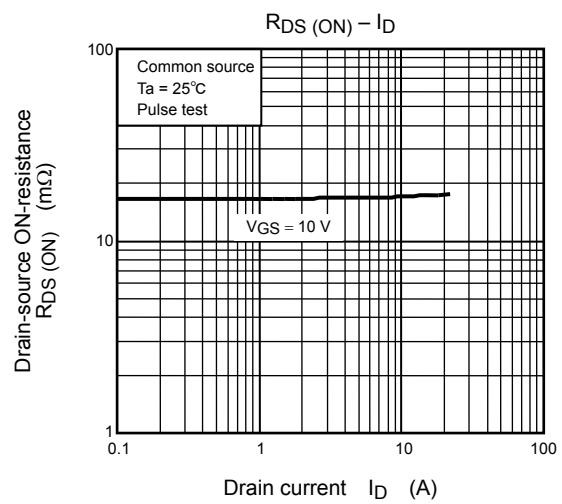 RDS (ON) – ID
100
Common source
Ta = 25°C
Pulse test
VGS = 10 V
10
1
0.1
1
10
100
Drain-source ON-resistance
RDS (ON) (mΩ)
Drain current ID (A)